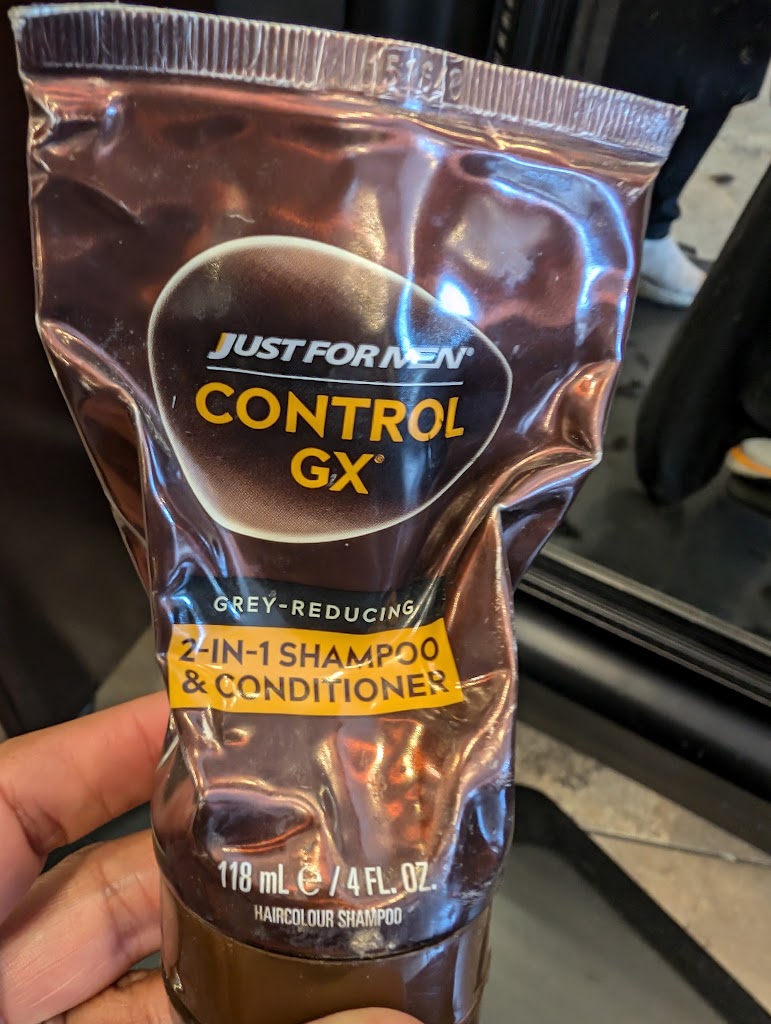 JUST FOR MEN®
CONTROL
GX®
GREY-REDUCING
2-IN-1 SHAMPOO
& CONDITIONER
118 mL ℮ / 4 FL. OZ.
HAIRCOLOUR SHAMPOO